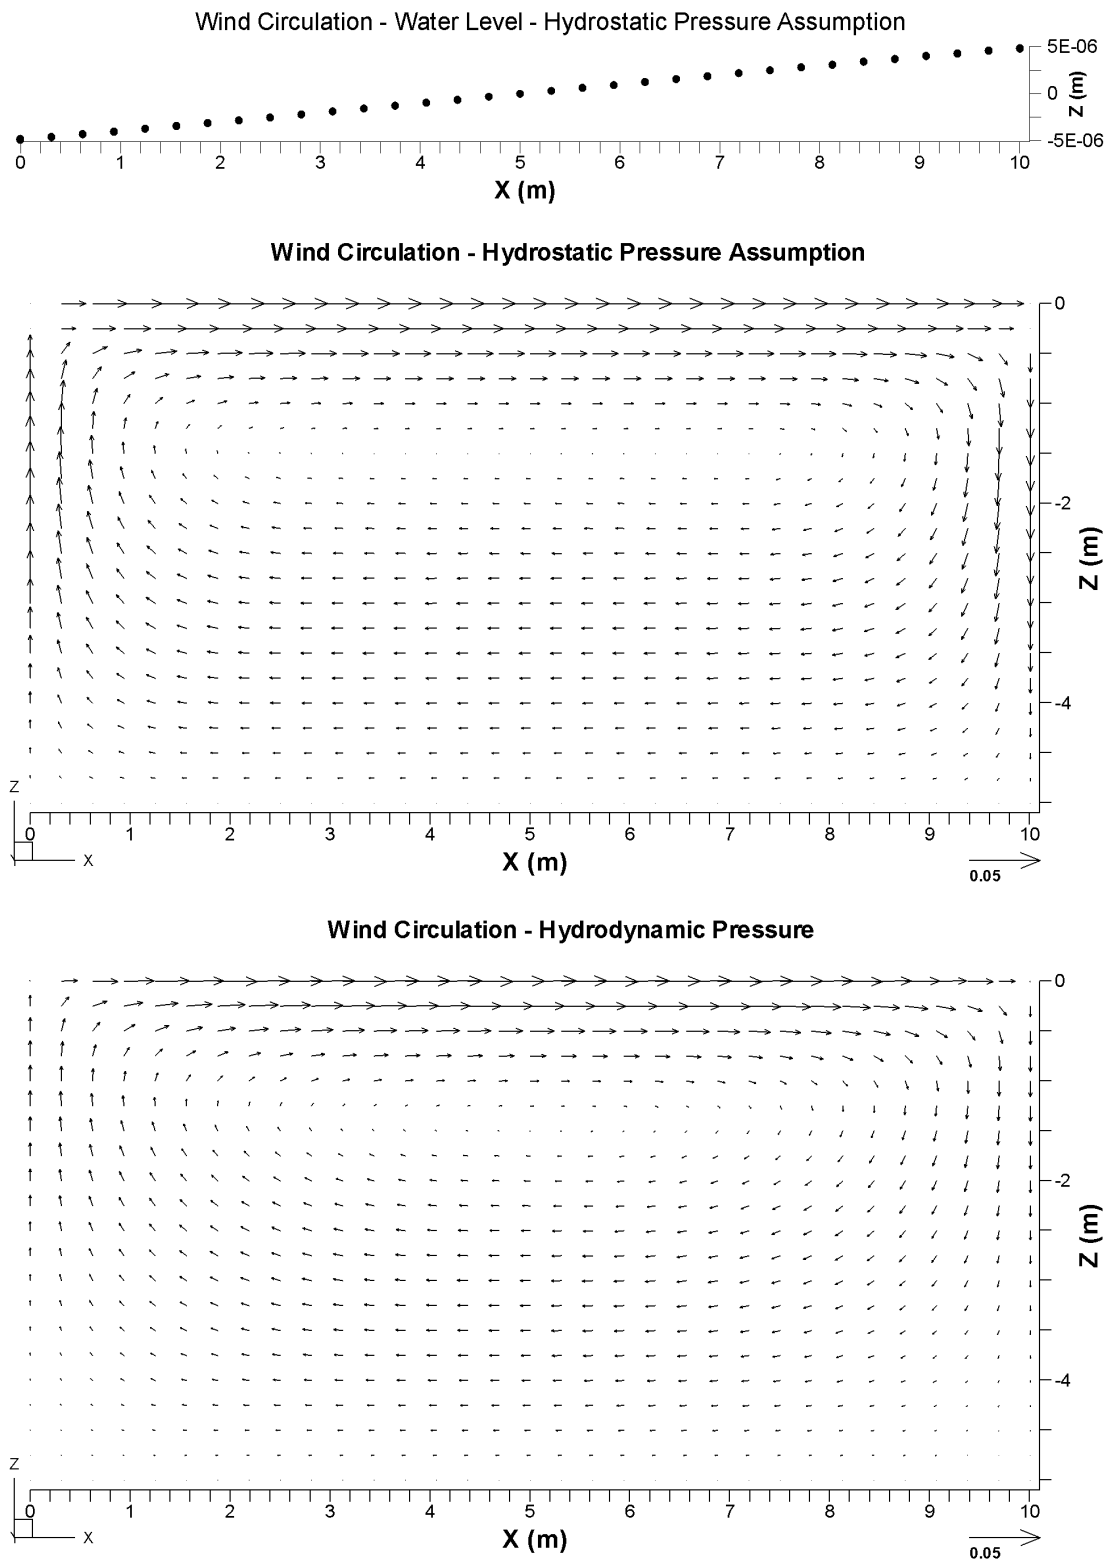 Wind Circulation - Water Level - Hydrostatic Pressure Assumption
5E-06
0
-5E-06
Z (m)
0 1 2 3 4 5 6 7 8 9 10
X (m)
Wind Circulation - Hydrostatic Pressure Assumption
0
-2
-4
Z (m)
Z
X
0 1 2 3 4 5 6 7 8 9 10
X (m)
0.05
Wind Circulation - Hydrodynamic Pressure
0
-2
-4
Z (m)
Z
X
0 1 2 3 4 5 6 7 8 9 10
X (m)
0.05